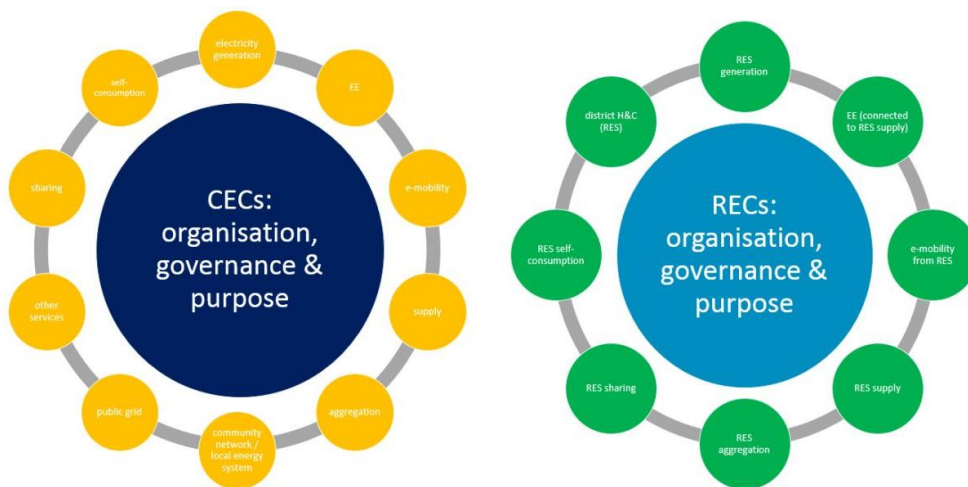 CECs:
organisation,
governance &
purpose
electricity
generation
EE
e-mobility
supply
aggregation
community
network /
local energy
system
public grid
other
services
sharing
self-
consumption
RECs:
organisation,
governance &
purpose
RES
generation
EE (connected
to RES supply)
e-mobility
from RES
RES supply
RES
aggregation
RES sharing
RES self-
consumption
district H&C
(RES)